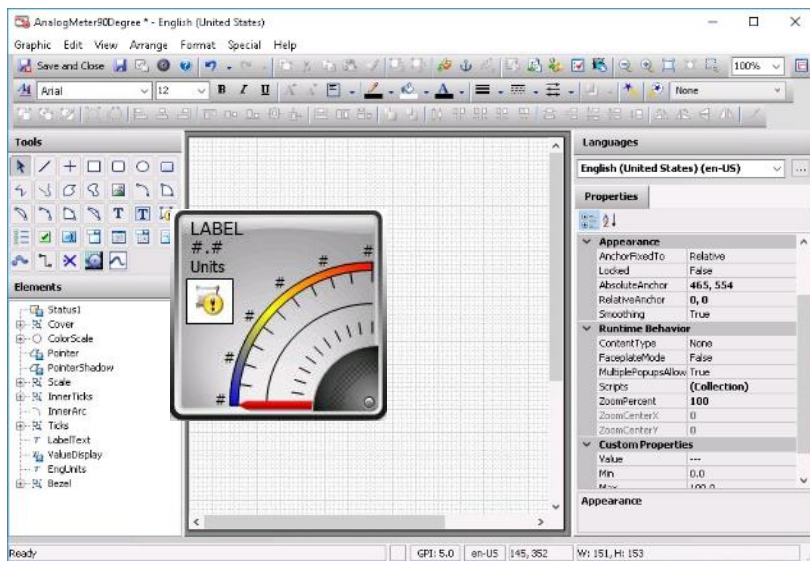 AnalogMeter90Degree * - English (United States)
Graphic Edit View Arrange Format Special Help
Save and Close 100%
Arial 12 B I U A None
Tools
T T
Elements
Status1
Cover
ColorScale
Pointer
PointerShadow
Scale
InnerTicks
InnerArc
Ticks
LabelText
ValueDisplay
EngUnits
Bezel
LABEL
#.#
Units
#
#
#
#
#
Languages
English (United States) (en-US) ...
Properties
Appearance
AnchorFixedTo Relative
Locked False
AbsoluteAnchor 465, 554
RelativeAnchor 0, 0
Smoothing True
Runtime Behavior
ContentType None
FaceplateMode False
MultiplePopupsAllow True
Scripts (Collection)
ZoomPercent 100
ZoomCenterX 0
ZoomCenterY 0
Custom Properties
Value ---
Min 0.0
Max 100.0
Appearance
Ready GPI: 5.0 en-US 145, 352 W: 151, H: 153